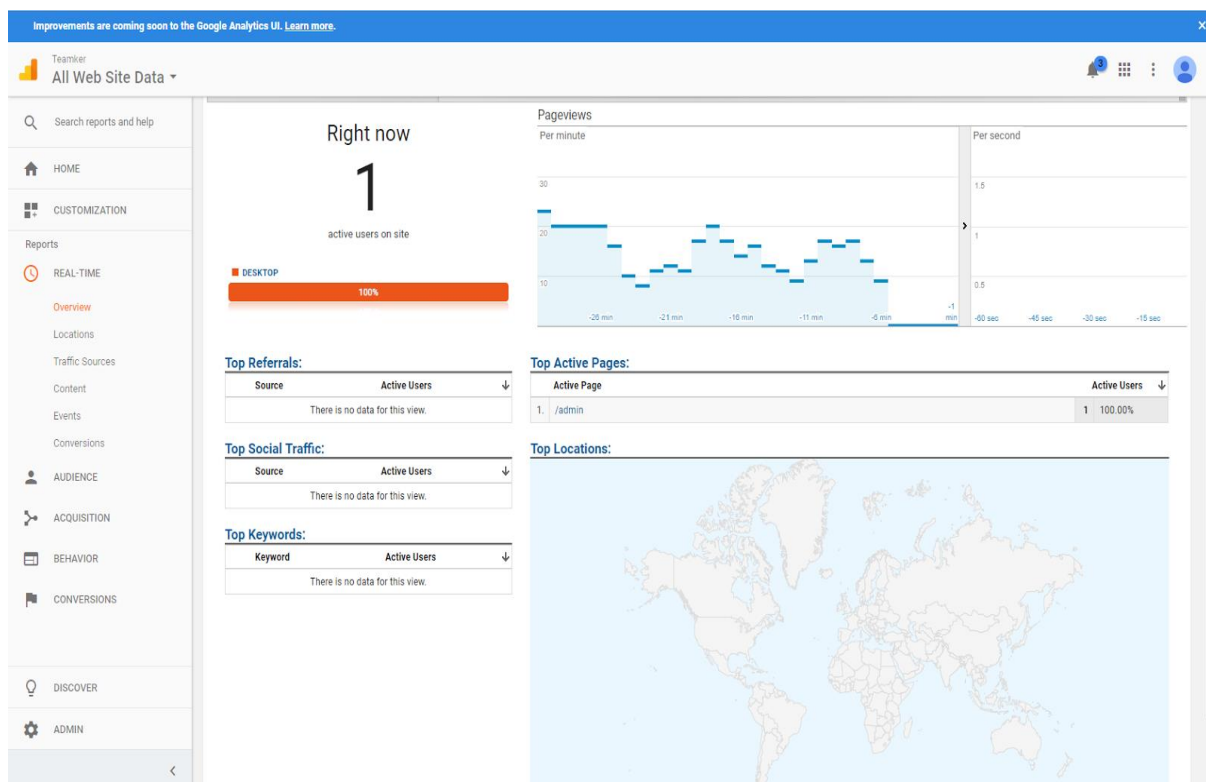 Improvements are coming soon to the Google Analytics UI. Learn more.
Teamker
All Web Site Data
3
Search reports and help
HOME
CUSTOMIZATION
Reports
REAL-TIME
Overview
Locations
Traffic Sources
Content
Events
Conversions
AUDIENCE
ACQUISITION
BEHAVIOR
CONVERSIONS
DISCOVER
ADMIN
Right now
1
active users on site
DESKTOP
100%
Pageviews
Per minute
30
20
10
-26 min -21 min -16 min -11 min -6 min -1 min
Per second
1.5
1
0.5
-60 sec -45 sec -30 sec -15 sec
Top Referrals:
Source Active Users
There is no data for this view.
Top Active Pages:
Active Page Active Users
1. /admin 1 100.00%
Top Social Traffic:
Source Active Users
There is no data for this view.
Top Keywords:
Keyword Active Users
There is no data for this view.
Top Locations: